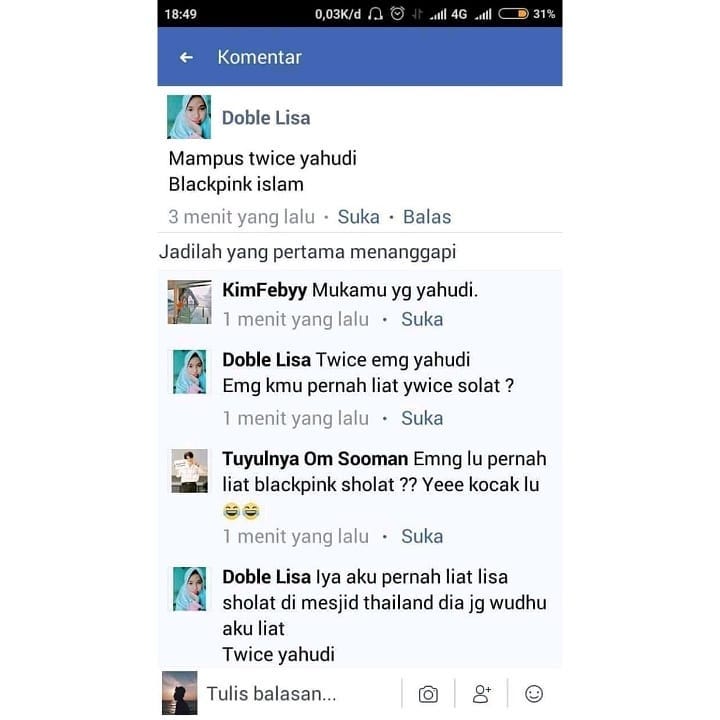 18:49 0,03K/d 4G 31%
Komentar
Doble Lisa
Mampus twice yahudi
Blackpink islam
3 menit yang lalu · Suka · Balas
Jadilah yang pertama menanggapi
KimFebyy Mukamu yg yahudi.
1 menit yang lalu · Suka
Doble Lisa Twice emg yahudi
Emg kmu pernah liat ywice solat ?
1 menit yang lalu · Suka
Tuyulnya Om Sooman Emng lu pernah
liat blackpink sholat ?? Yeee kocak lu
😂😂
1 menit yang lalu · Suka
Doble Lisa Iya aku pernah liat lisa
sholat di mesjid thailand dia jg wudhu
aku liat
Twice yahudi
Tulis balasan...